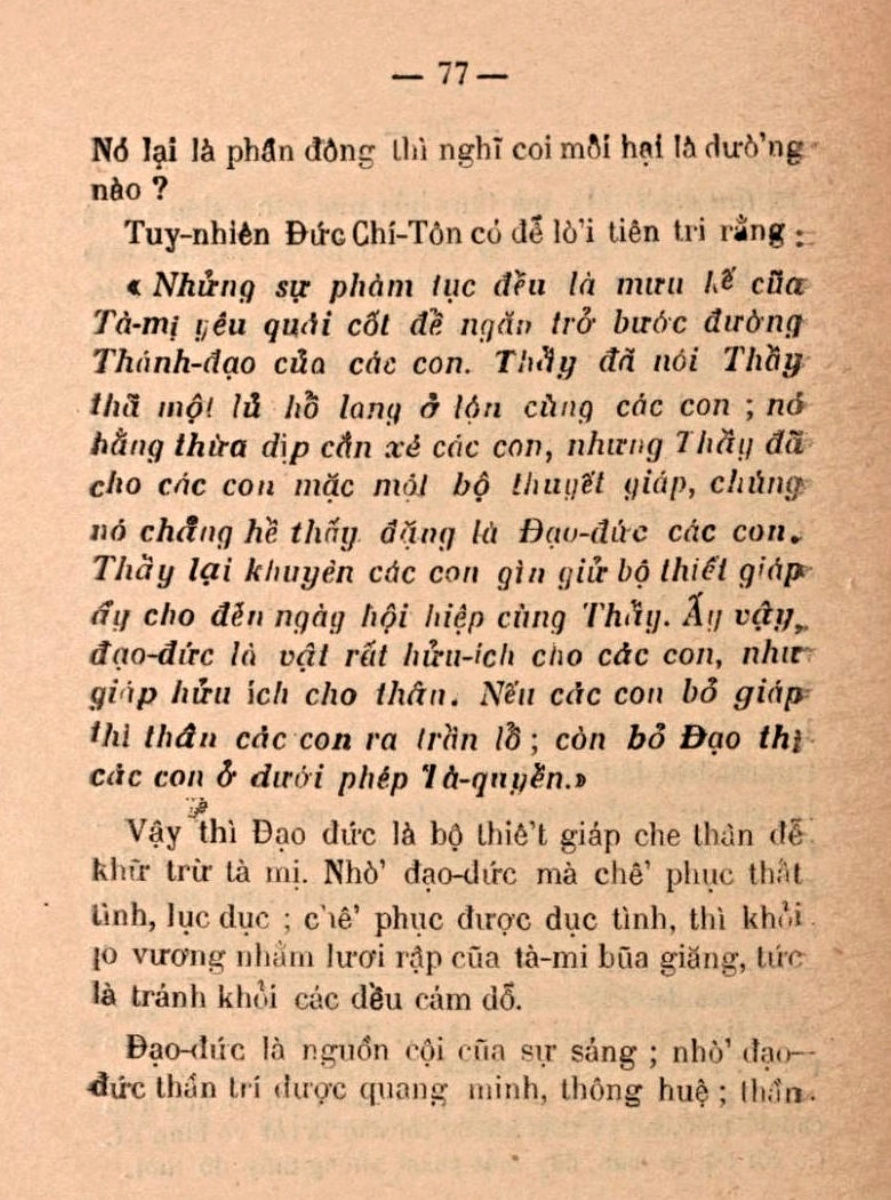 — 77 —
Nó lại là phần đông thì nghĩ coi mối hại là dường
nào ?
Tuy-nhiên Đức Chí-Tôn có để lời tiên tri rằng :
« Những sự phàm tục đều là mưu kế cũa
Tà-mị yêu quái cốt để ngăn trở bước đường
Thánh-đạo của các con. Thầy đã nói Thầy
thã một lủ hổ lang ở lộn cùng các con ; nó
hằng thừa dịp cắn xé các con, nhưng Thầy đã
cho các con mặc một bộ thuyết giáp, chúng
nó chẳng hề thấy đặng là Đạo-đức các con.
Thầy lại khuyên các con gìn giử bộ thiết giáp
ấy cho đến ngày hội hiệp cùng Thầy. Ấy vậy,
đạo-đức là vật rất hửu-ích cho các con, như
giáp hửu ích cho thân. Nếu các con bỏ giáp
thì thân các con ra trần lỗ ; còn bỏ Đạo thì
các con ở dưới phép Tà-quyền.»
Vậy thì Đạo đức là bộ thiết giáp che thân để
khữ trừ tà mị. Nhờ đạo-đức mà chế phục thất
tình, lục dục ; chế phục được dục tình, thì khỏi
lo vương nhằm lưới rập cũa tà-mị bũa giăng, tức
là tránh khỏi các đều cám dỗ.
Đạo-đức là nguồn cội cũa sự sáng ; nhờ đạo-
đức thần trí được quang minh, thông huệ ; thần